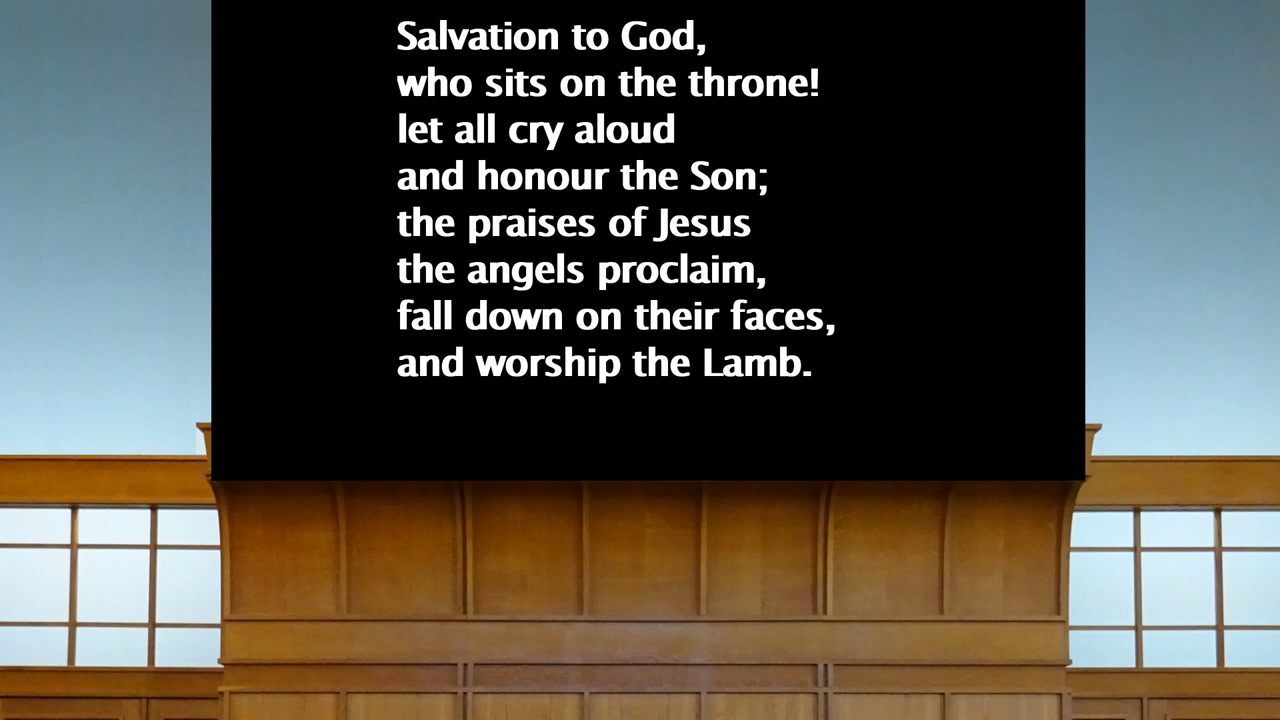 Salvation to God,
who sits on the throne!
let all cry aloud
and honour the Son;
the praises of Jesus
the angels proclaim,
fall down on their faces,
and worship the Lamb.